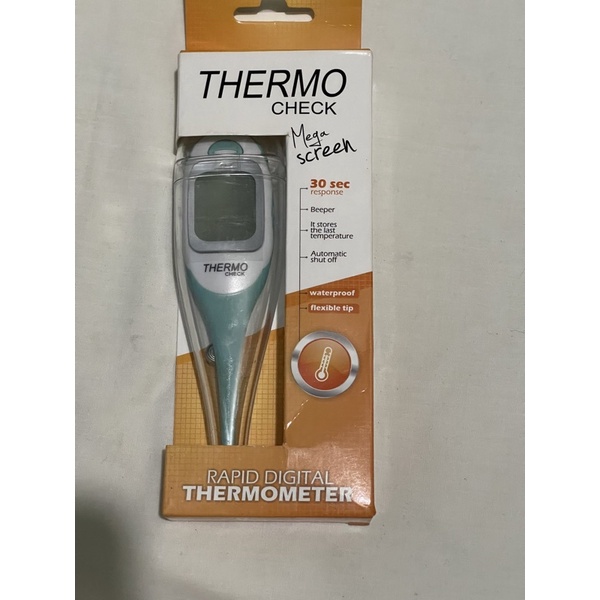 THERMO
CHECK
Mega
screen
30 sec
response
Beeper
It stores
the last
temperature
Automatic
shut off
THERMO
CHECK
waterproof
flexible tip
RAPID DIGITAL
THERMOMETER